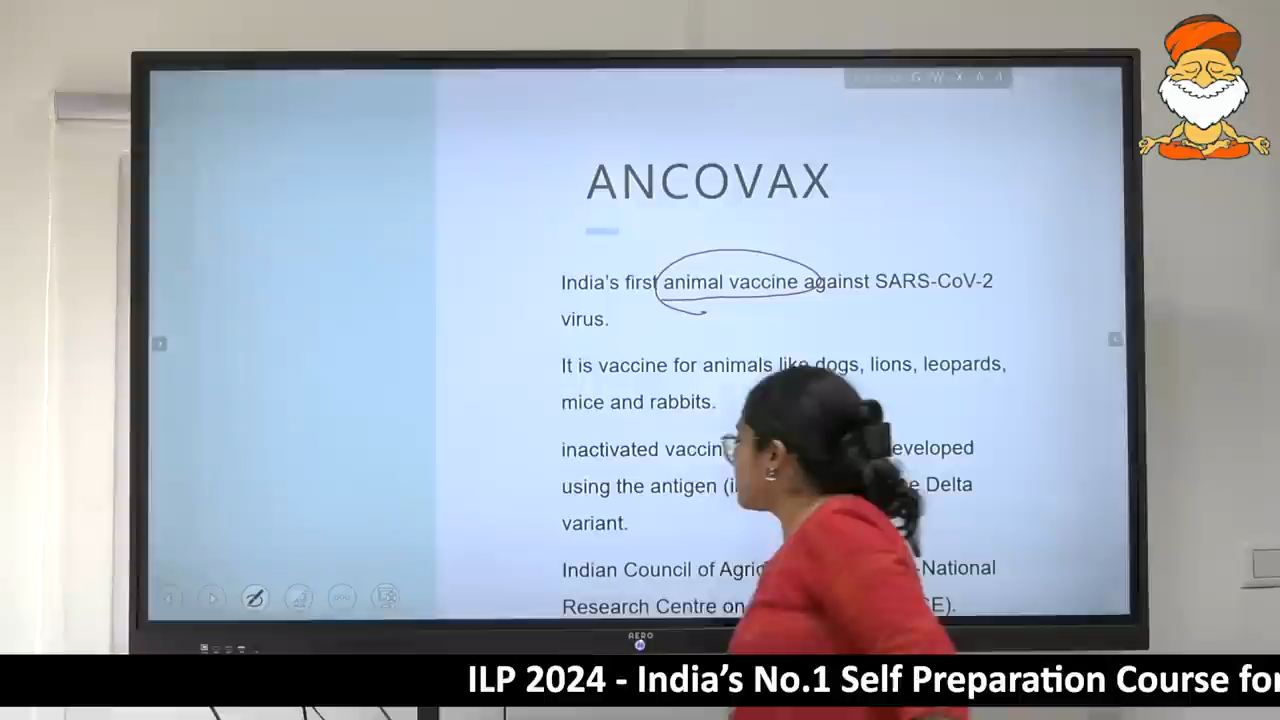 G W X A A
ANCOVAX
India's first animal vaccine against SARS-CoV-2
virus.
It is vaccine for animals like dogs, lions, leopards,
mice and rabbits.
inactivated developed
using the antigen Delta
variant.
Indian Council of National
Research Centre on
AERO
ILP 2024 - India's No.1 Self Preparation Course for